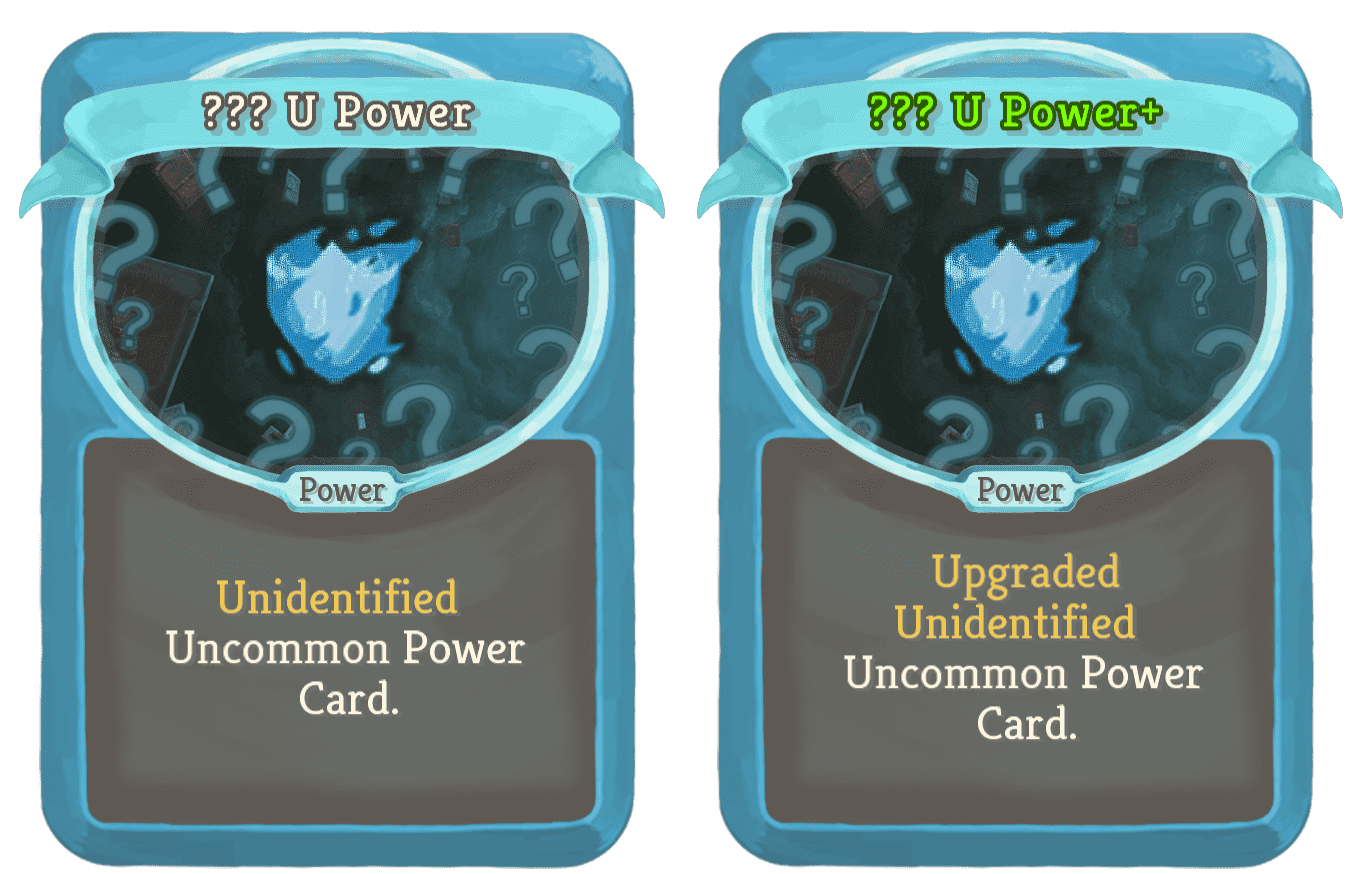 ??? U Power
Power
Unidentified
Uncommon Power
Card.
??? U Power+
Power
Upgraded
Unidentified
Uncommon Power
Card.